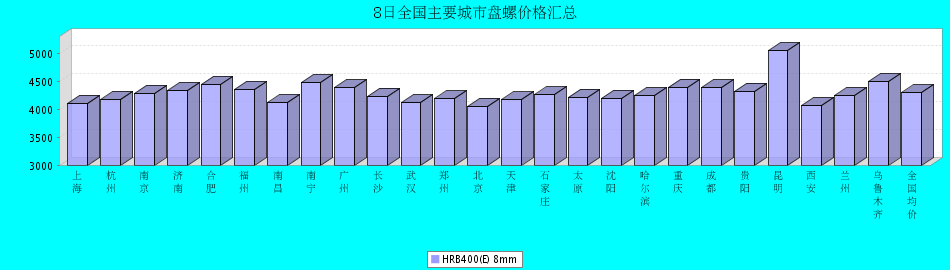 8日全国主要城市盘螺价格汇总
5000
4500
4000
3500
3000
上海
杭州
南京
济南
合肥
福州
南昌
南宁
广州
长沙
武汉
郑州
北京
天津
石家庄
太原
沈阳
哈尔滨
重庆
成都
贵阳
昆明
西安
兰州
乌鲁木齐
全国均价
HRB400(E) 8mm